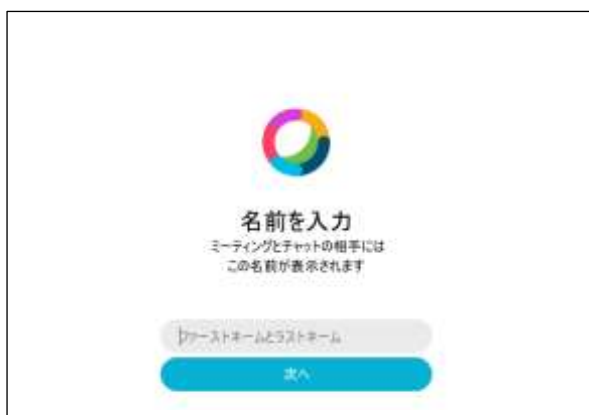 名前を入力
ミーティングとチャットの相手には
この名前が表示されます
ファーストネームとラストネーム
次へ